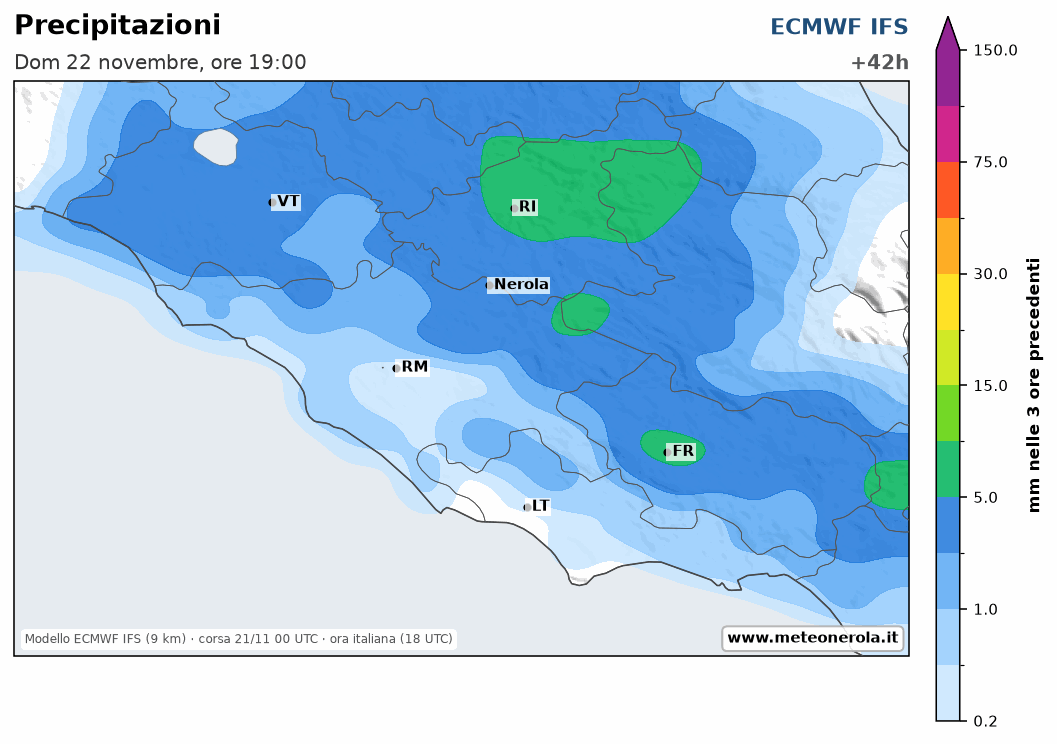 Precipitazioni
ECMWF IFS
Dom 22 novembre, ore 19:00
+42h
150.0
75.0
30.0
15.0
5.0
1.0
0.2
mm nelle 3 ore precedenti
VT
RI
Nerola
RM
FR
LT
Modello ECMWF IFS (9 km) · corsa 21/11 00 UTC · ora italiana (18 UTC)
www.meteonerola.it